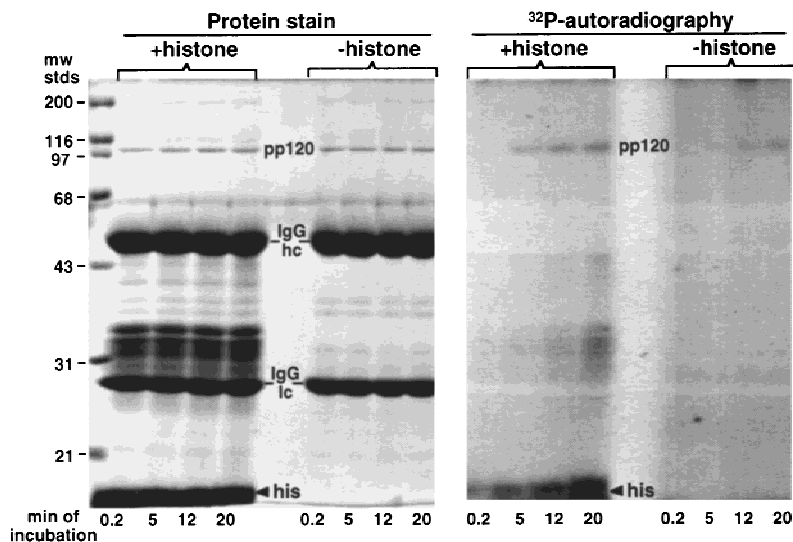 Protein stain
32P-autoradiography
+histone
-histone
+histone
-histone
mw
stds
200
116
97
68
43
31
21
pp120
IgG
hc
IgG
lc
his
pp120
his
min of
incubation
0.2 5 12 20
0.2 5 12 20
0.2 5 12 20
0.2 5 12 20